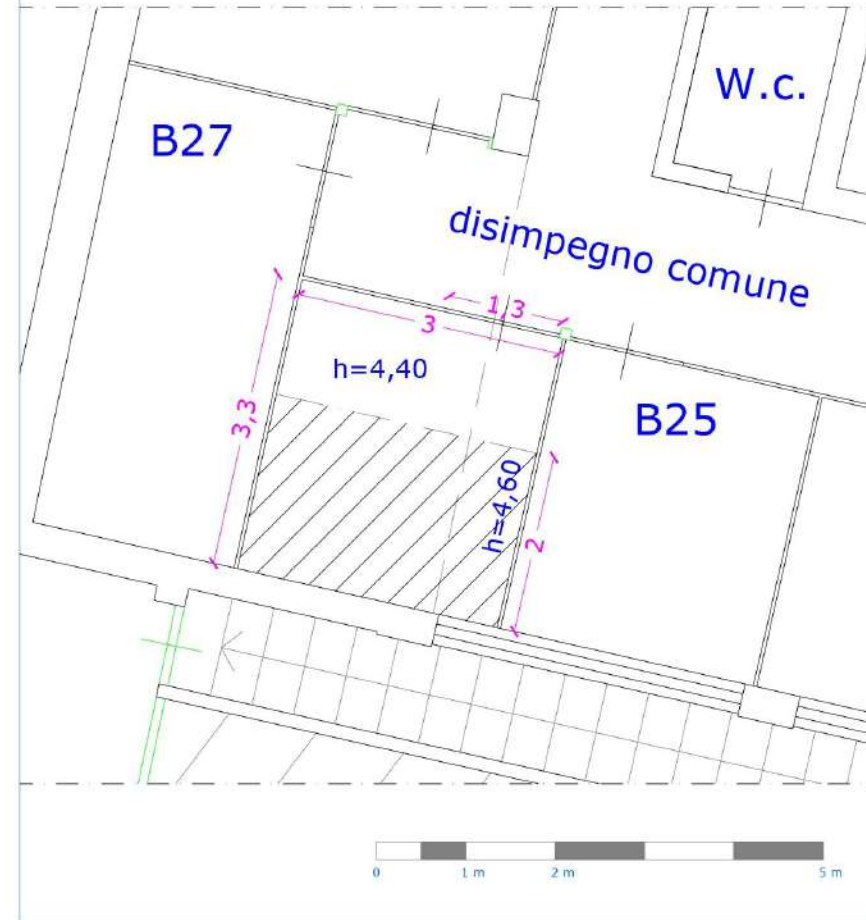 W.c.
B27
disimpegno comune
1,3
3
h=4,40
3,3
B25
h=4,60
2
0
1 m
2 m
5 m